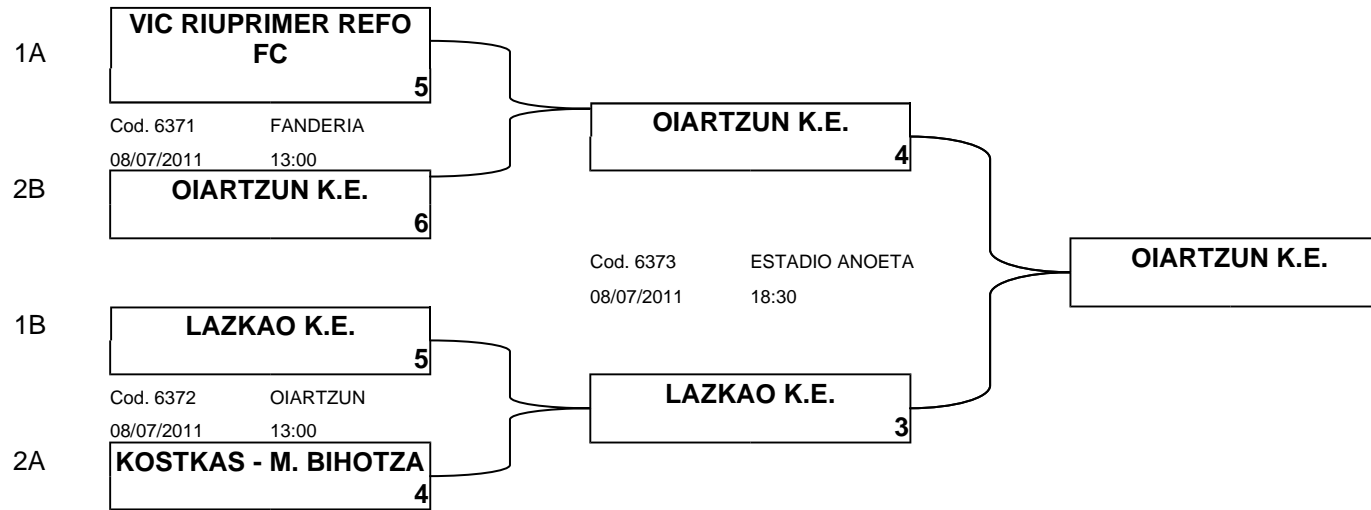 1A
VIC RIUPRIMER REFO
FC
5
Cod. 6371 FANDERIA
08/07/2011 13:00
2B
OIARTZUN K.E.
6
1B
LAZKAO K.E.
5
Cod. 6372 OIARTZUN
08/07/2011 13:00
2A
KOSTKAS - M. BIHOTZA
4
OIARTZUN K.E.
4
Cod. 6373 ESTADIO ANOETA
08/07/2011 18:30
LAZKAO K.E.
3
OIARTZUN K.E.